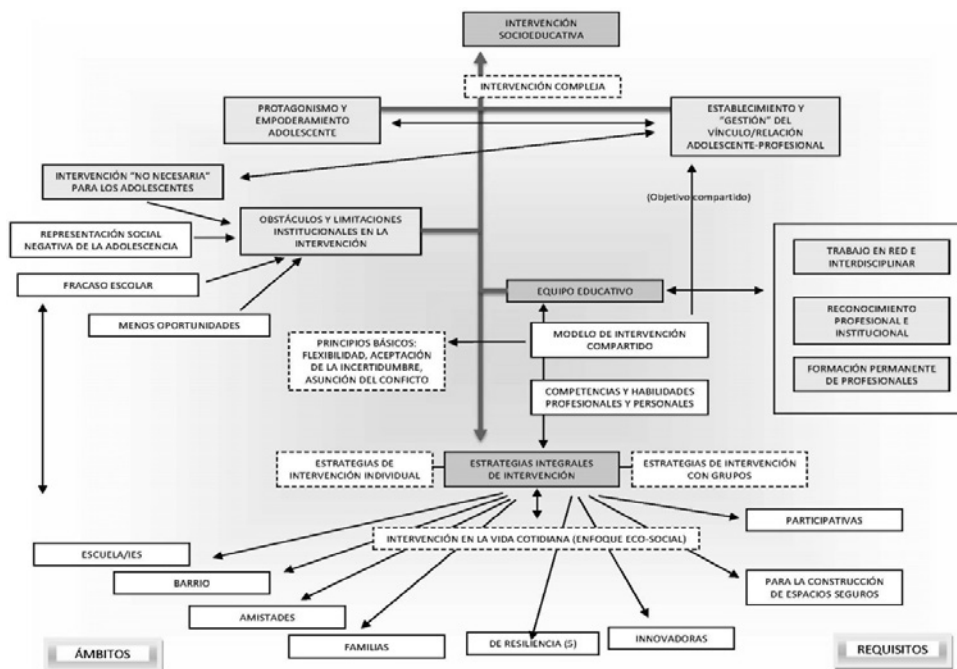 INTERVENCIÓN
SOCIOEDUCATIVA
INTERVENCIÓN COMPLEJA
PROTAGONISMO Y
EMPODERAMIENTO
ADOLESCENTE
ESTABLECIMIENTO Y
"GESTIÓN" DEL
VÍNCULO/RELACIÓN
ADOLESCENTE-PROFESIONAL
INTERVENCIÓN "NO NECESARIA"
PARA LOS ADOLESCENTES
(Objetivo compartido)
OBSTÁCULOS Y LIMITACIONES
INSTITUCIONALES EN LA
INTERVENCIÓN
REPRESENTACIÓN SOCIAL
NEGATIVA DE LA ADOLESCENCIA
FRACASO ESCOLAR
MENOS OPORTUNIDADES
TRABAJO EN RED E
INTERDISCIPLINAR
RECONOCIMIENTO
PROFESIONAL E
INSTITUCIONAL
FORMACIÓN PERMANENTE
DE PROFESIONALES
EQUIPO EDUCATIVO
MODELO DE INTERVENCIÓN
COMPARTIDO
PRINCIPIOS BÁSICOS:
FLEXIBILIDAD, ACEPTACIÓN
DE LA INCERTIDUMBRE,
ASUNCIÓN DEL CONFICTO
COMPETENCIAS Y HABILIDADES
PROFESIONALES Y PERSONALES
ESTRATEGIAS DE
INTERVENCIÓN INDIVIDUAL
ESTRATEGIAS INTEGRALES
DE INTERVENCIÓN
ESTRATEGIAS DE INTERVENCIÓN
CON GRUPOS
INTERVENCIÓN EN LA VIDA COTIDIANA (ENFOQUE ECO-SOCIAL)
PARTICIPATIVAS
ESCUELA/IES
BARRIO
PARA LA CONSTRUCCIÓN
DE ESPACIOS SEGUROS
AMISTADES
FAMILIAS
DE RESILIENCIA (5)
INNOVADORAS
ÁMBITOS
REQUISITOS